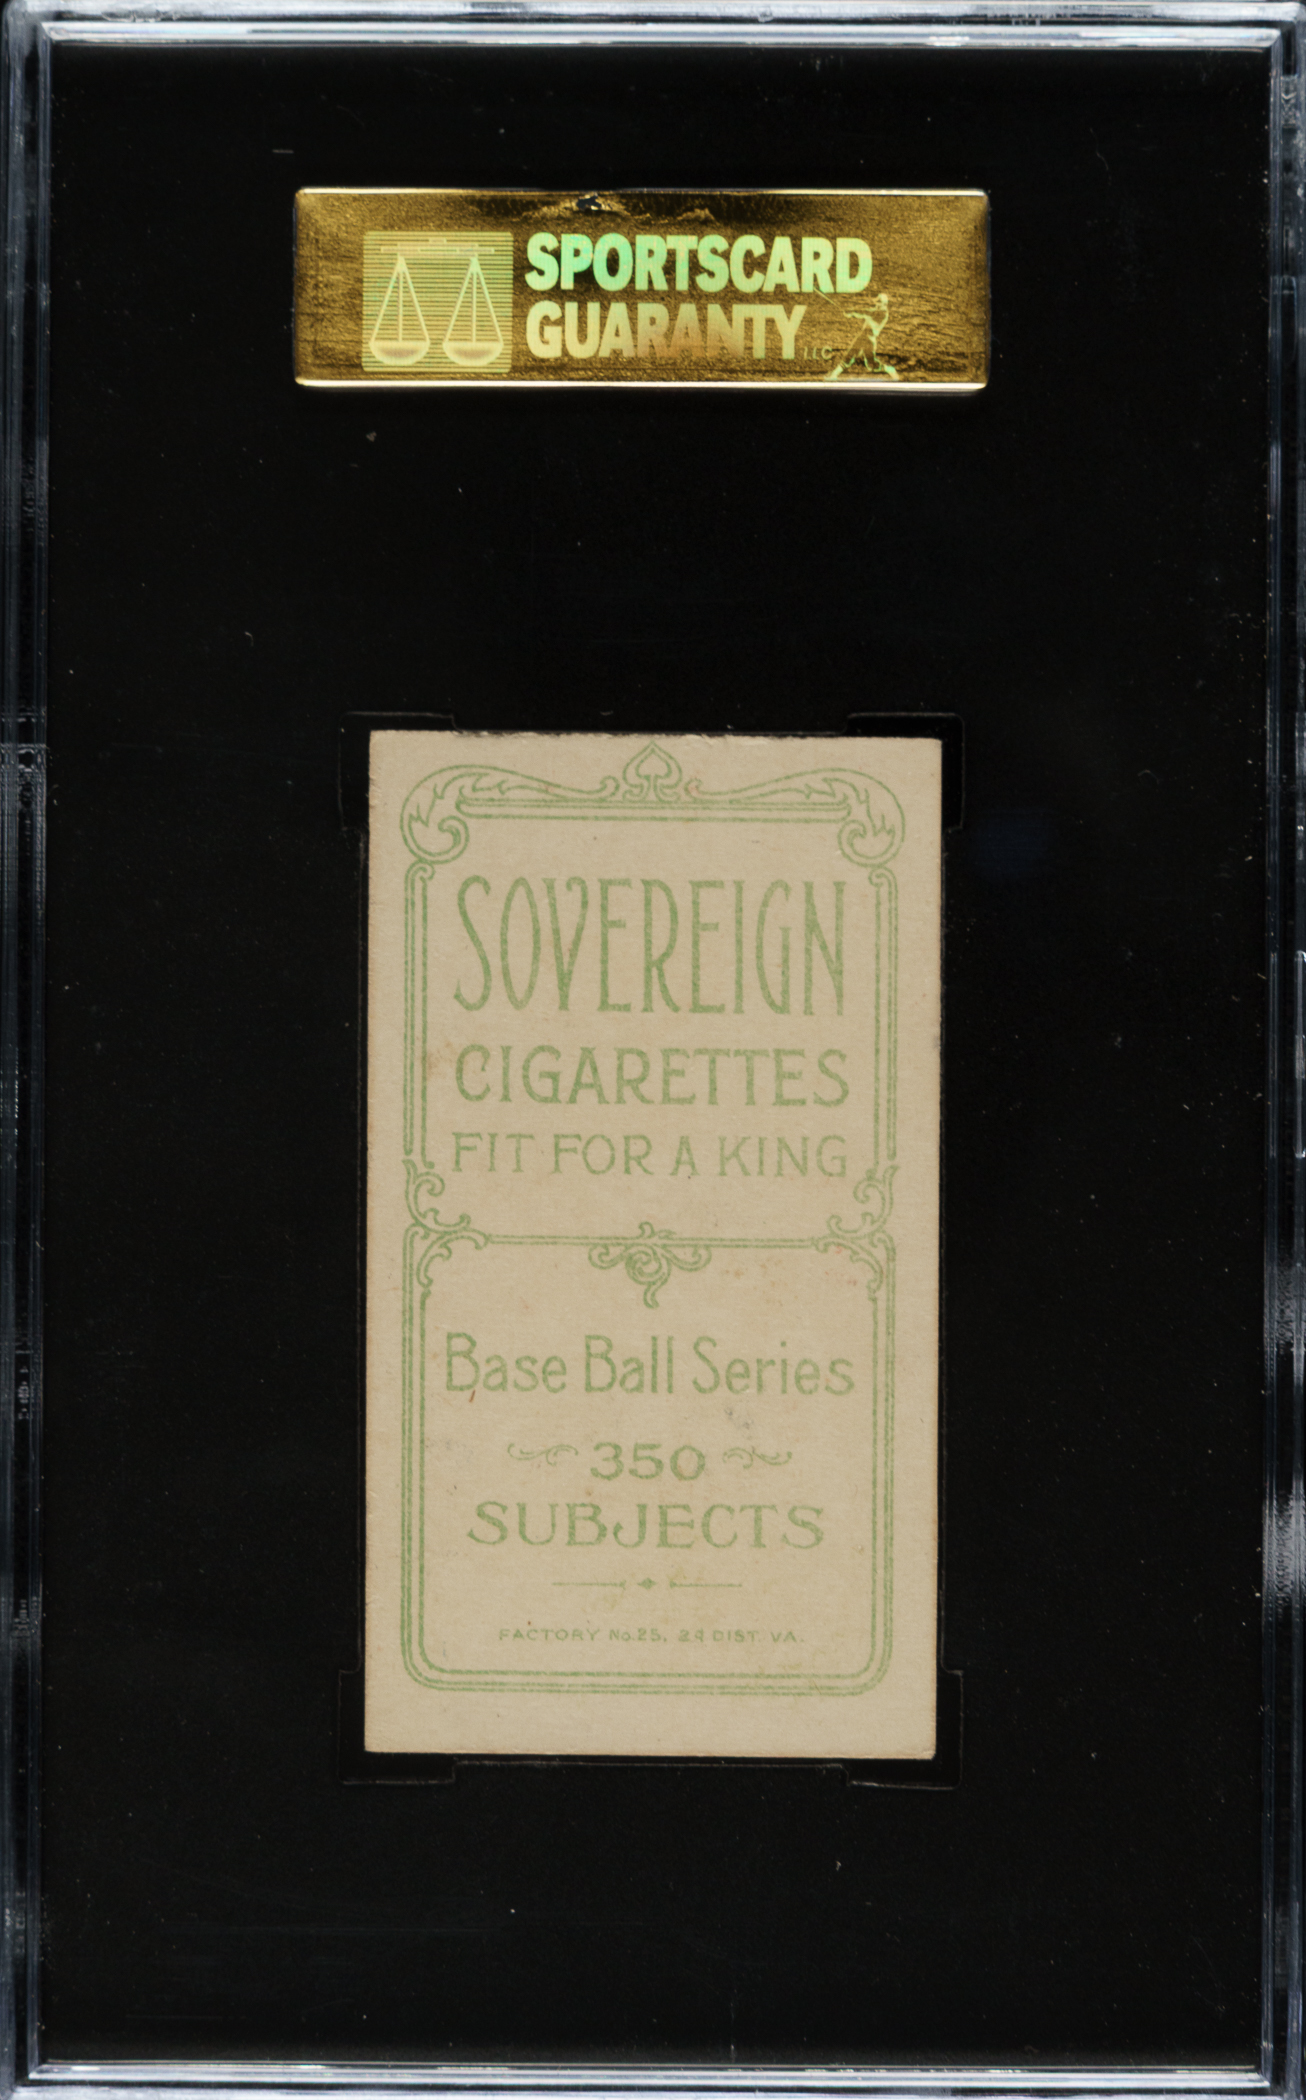 SPORTSCARD
GUARANTY LLC
SOVEREIGN
CIGARETTES
FIT FOR A KING
Base Ball Series
350
SUBJECTS
FACTORY No. 25, 2d DIST. VA.